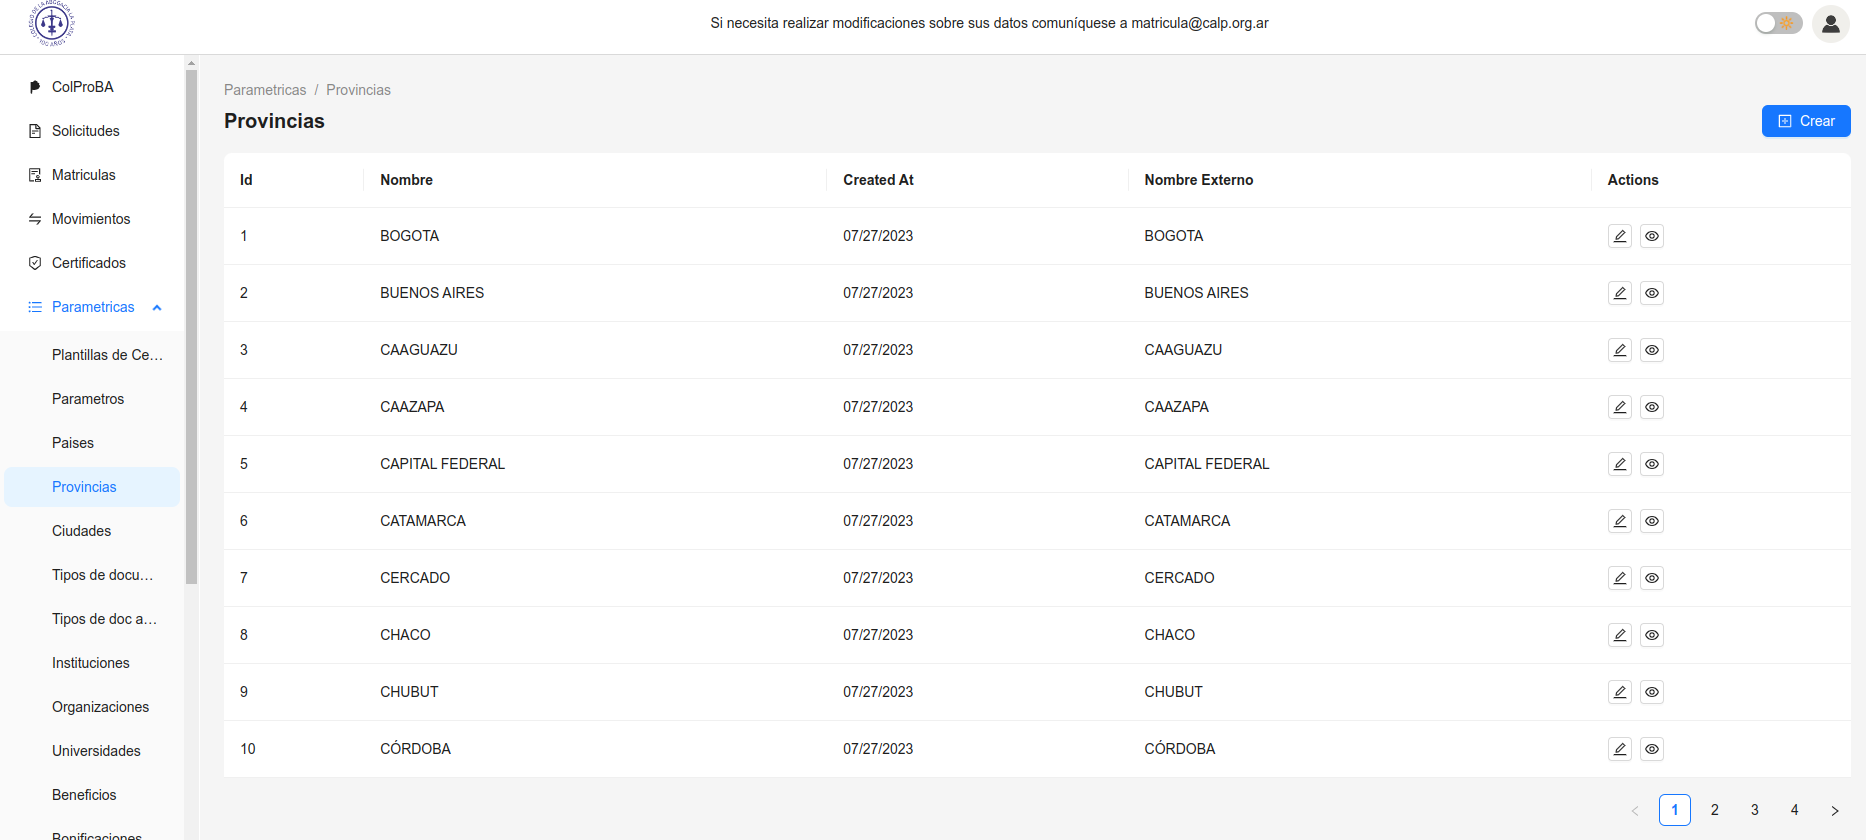 COLEGIO DE LA ABOGACIA LA PLATA
Si necesita realizar modificaciones sobre sus datos comuníquese a matricula@calp.org.ar
ColProBA
Solicitudes
Matriculas
Movimientos
Certificados
Parametricas
Plantillas de Ce...
Parametros
Paises
Provincias
Ciudades
Tipos de docu...
Tipos de doc a...
Instituciones
Organizaciones
Universidades
Beneficios
Bonificaciones
Parametricas / Provincias
Provincias
Crear
Id Nombre Created At Nombre Externo Actions
1 BOGOTA 07/27/2023 BOGOTA
2 BUENOS AIRES 07/27/2023 BUENOS AIRES
3 CAAGUAZU 07/27/2023 CAAGUAZU
4 CAAZAPA 07/27/2023 CAAZAPA
5 CAPITAL FEDERAL 07/27/2023 CAPITAL FEDERAL
6 CATAMARCA 07/27/2023 CATAMARCA
7 CERCADO 07/27/2023 CERCADO
8 CHACO 07/27/2023 CHACO
9 CHUBUT 07/27/2023 CHUBUT
10 CÓRDOBA 07/27/2023 CÓRDOBA
< 1 2 3 4 >